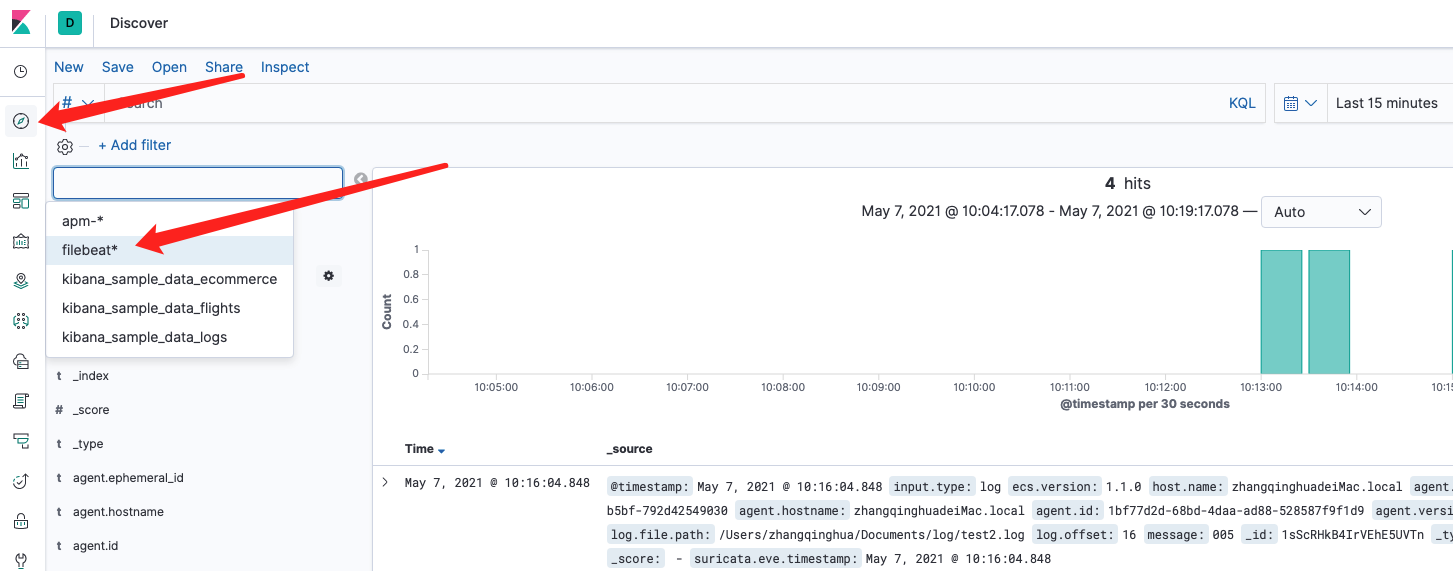 D Discover
New Save Open Share Inspect
# Search KQL Last 15 minutes
+ Add filter
4 hits
May 7, 2021 @ 10:04:17.078 - May 7, 2021 @ 10:19:17.078 — Auto
apm-*
filebeat*
kibana_sample_data_ecommerce
kibana_sample_data_flights
kibana_sample_data_logs
t _index
# _score
t _type
t agent.ephemeral_id
t agent.hostname
t agent.id
Count
1
0.8
0.6
0.4
0.2
0
10:05:00 10:06:00 10:07:00 10:08:00 10:09:00 10:10:00 10:11:00 10:12:00 10:13:00 10:14:00 10:15
@timestamp per 30 seconds
Time _source
May 7, 2021 @ 10:16:04.848 @timestamp: May 7, 2021 @ 10:16:04.848 input.type: log ecs.version: 1.1.0 host.name: zhangqinghuadeiMac.local agent.
b5bf-792d42549030 agent.hostname: zhangqinghuadeiMac.local agent.id: 1bf77d2d-68bd-4daa-ad88-528587f9f1d9 agent.versi
log.file.path: /Users/zhangqinghua/Documents/log/test2.log log.offset: 16 message: 005 _id: 1sScRHkB4IrVEhE5UVTn _ty
_score: - suricata.eve.timestamp: May 7, 2021 @ 10:16:04.848